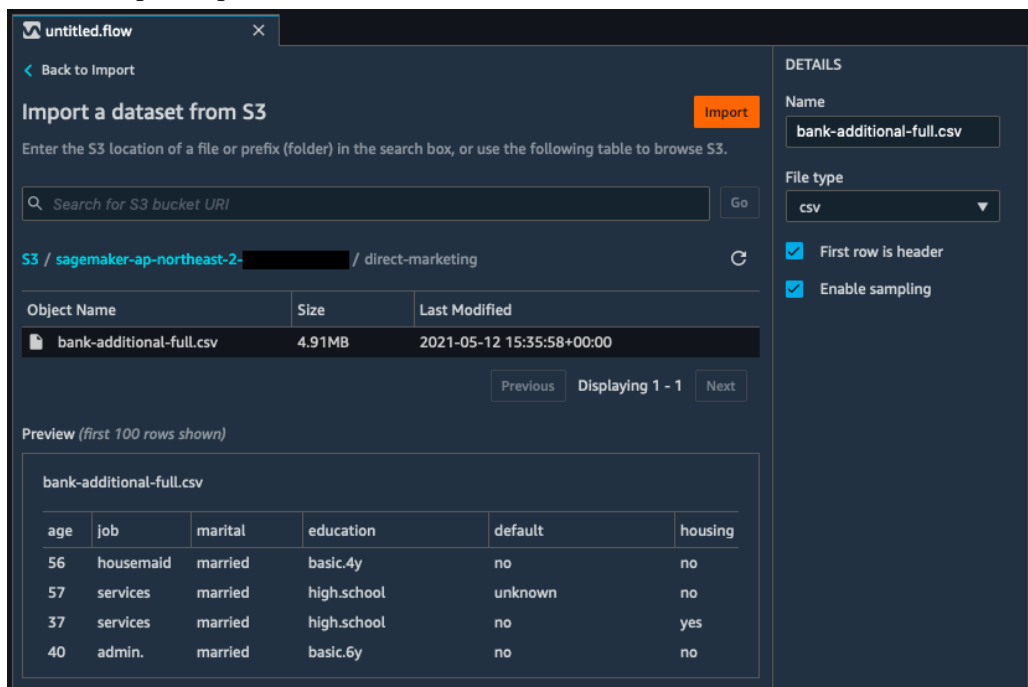 untitled.flow
Back to Import
Import a dataset from S3
Import
Enter the S3 location of a file or prefix (folder) in the search box, or use the following table to browse S3.
Search for S3 bucket URI
Go
S3 / sagemaker-ap-northeast-2- / direct-marketing
Object Name Size Last Modified
bank-additional-full.csv 4.91MB 2021-05-12 15:35:58+00:00
Previous Displaying 1 - 1 Next
Preview (first 100 rows shown)
bank-additional-full.csv
age job marital education default housing
56 housemaid married basic.4y no no
57 services married high.school unknown no
37 services married high.school no yes
40 admin. married basic.6y no no
DETAILS
Name
bank-additional-full.csv
File type
csv
First row is header
Enable sampling